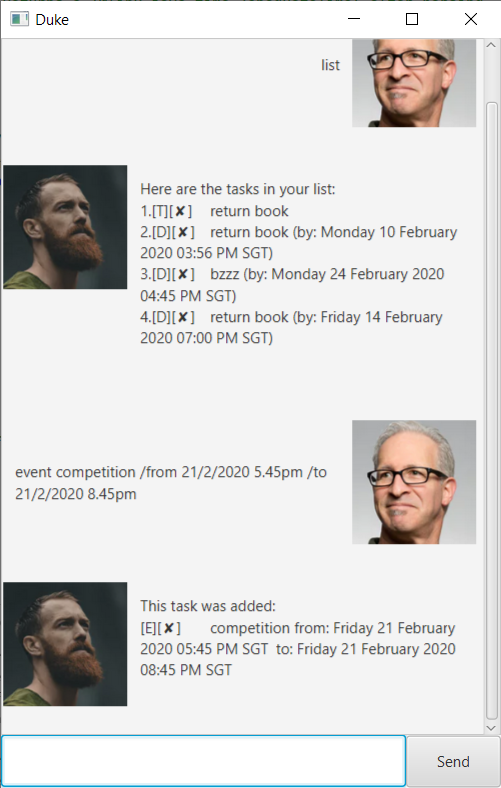 Duke
list
Here are the tasks in your list:
1.[T][✘] return book
2.[D][✘] return book (by: Monday 10 February
2020 03:56 PM SGT)
3.[D][✘] bzzz (by: Monday 24 February 2020
04:45 PM SGT)
4.[D][✘] return book (by: Friday 14 February
2020 07:00 PM SGT)
event competition /from 21/2/2020 5.45pm /to
21/2/2020 8.45pm
This task was added:
[E][✘] competition from: Friday 21 February
2020 05:45 PM SGT to: Friday 21 February 2020
08:45 PM SGT
Send